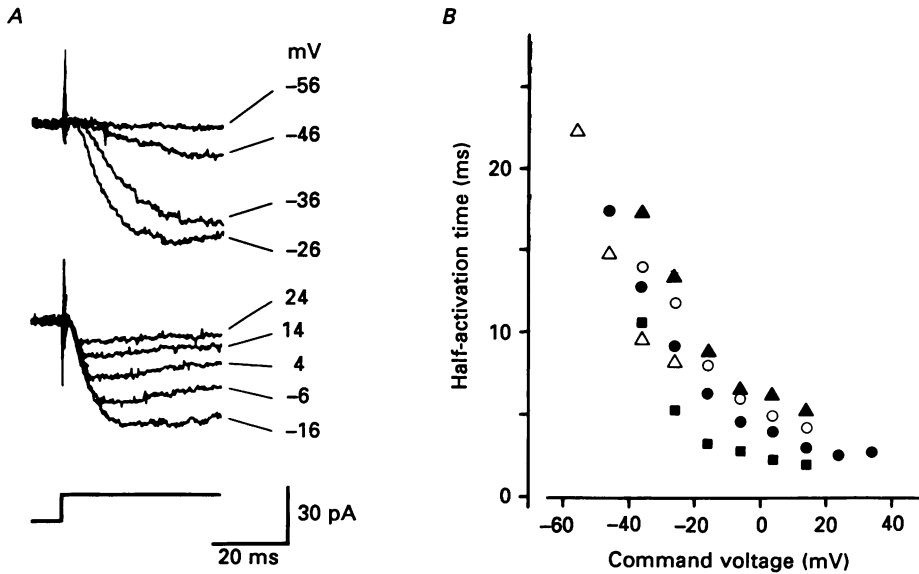 A
mV
−56
−46
−36
−26
24
14
4
−6
−16
30 pA
20 ms
B
Half-activation time (ms)
20
10
0
−60 −40 −20 0 20 40
Command voltage (mV)